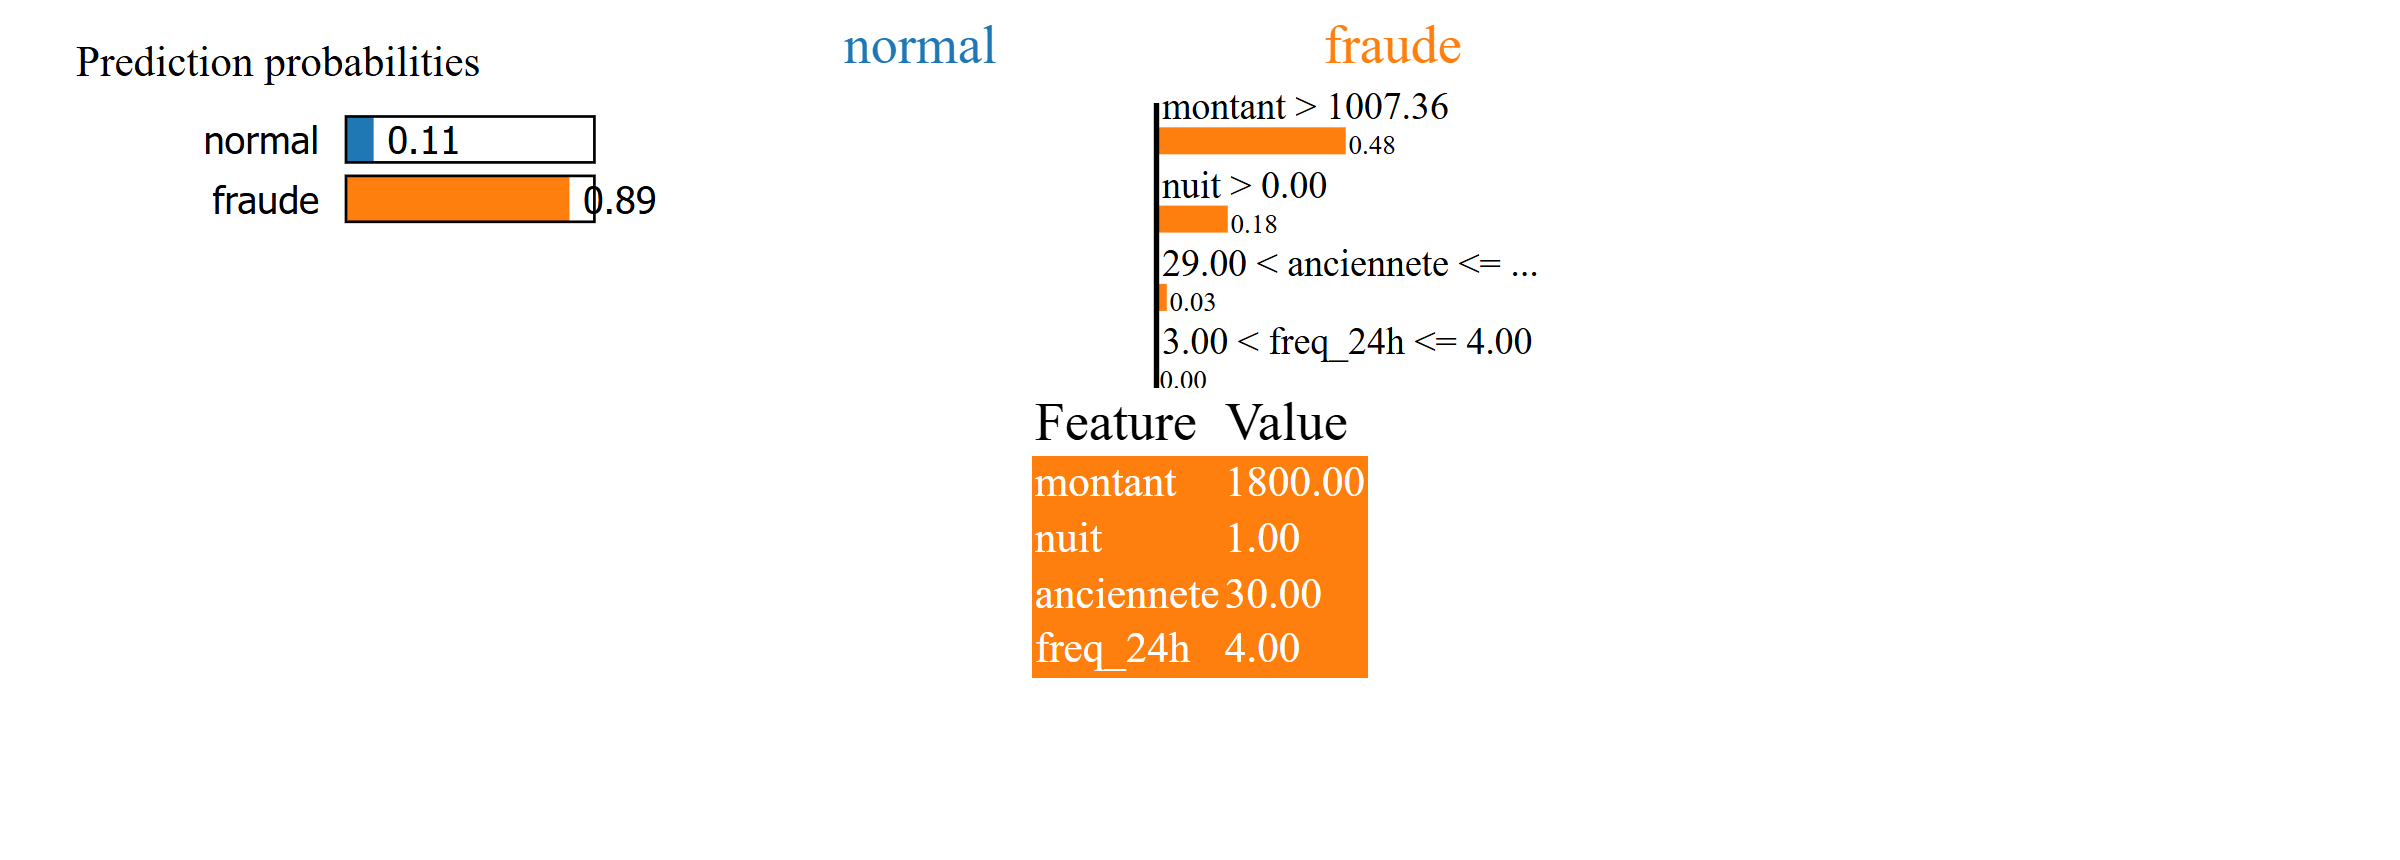 Prediction probabilities
normal 0.11
fraude 0.89
normal fraude
montant > 1007.36
0.48
nuit > 0.00
0.18
29.00 < anciennete <= ...
0.03
3.00 < freq_24h <= 4.00
0.00
Feature Value
montant 1800.00
nuit 1.00
anciennete 30.00
freq_24h 4.00